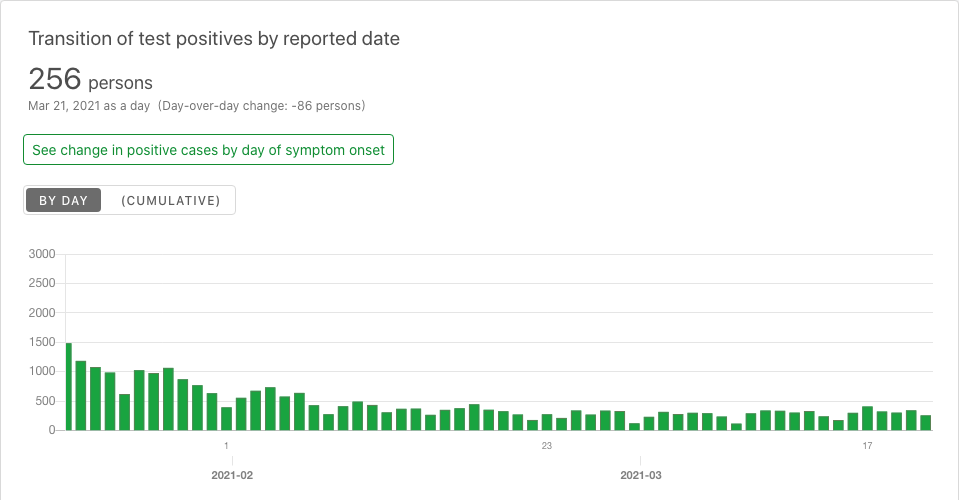 Transition of test positives by reported date
256 persons
Mar 21, 2021 as a day (Day-over-day change: -86 persons)
See change in positive cases by day of symptom onset
BY DAY (CUMULATIVE)
3000
2500
2000
1500
1000
500
0
1 23 17
2021-02 2021-03